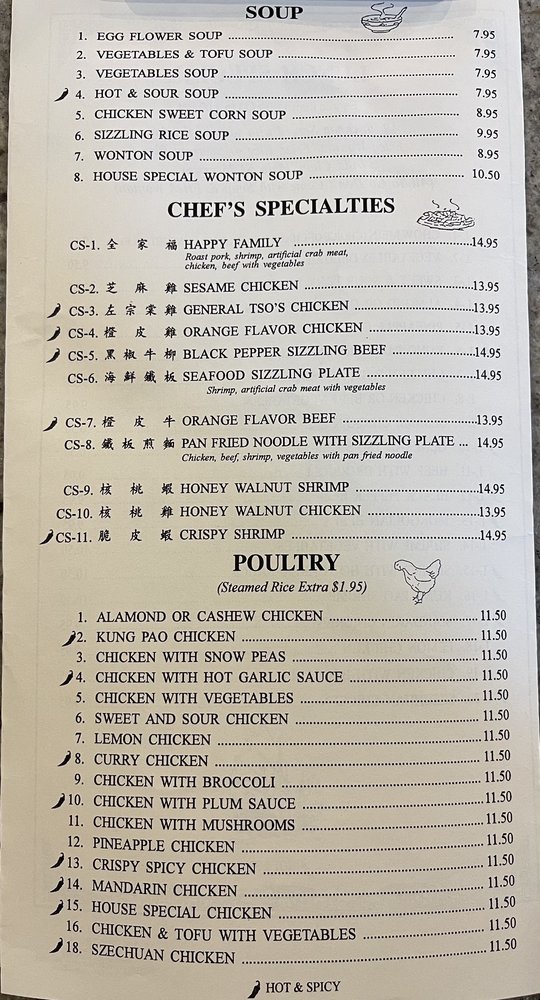 SOUP
1. EGG FLOWER SOUP 7.95
2. VEGETABLES & TOFU SOUP 7.95
3. VEGETABLES SOUP 7.95
4. HOT & SOUR SOUP 7.95
5. CHICKEN SWEET CORN SOUP 8.95
6. SIZZLING RICE SOUP 9.95
7. WONTON SOUP 8.95
8. HOUSE SPECIAL WONTON SOUP 10.50
CHEF'S SPECIALTIES
CS-1. 全家福 HAPPY FAMILY 14.95
Roast pork, shrimp, artificial crab meat,
chicken, beef with vegetables
CS-2. 芝麻雞 SESAME CHICKEN 13.95
CS-3. 左宗棠雞 GENERAL TSO'S CHICKEN 13.95
CS-4. 橙皮雞 ORANGE FLAVOR CHICKEN 13.95
CS-5. 黑椒牛柳 BLACK PEPPER SIZZLING BEEF 14.95
CS-6. 海鮮鐵板 SEAFOOD SIZZLING PLATE 14.95
Shrimp, artificial crab meat with vegetables
CS-7. 橙皮牛 ORANGE FLAVOR BEEF 13.95
CS-8. 鐵板煎麵 PAN FRIED NOODLE WITH SIZZLING PLATE ... 14.95
Chicken, beef, shrimp, vegetables with pan fried noodle
CS-9. 核桃蝦 HONEY WALNUT SHRIMP 14.95
CS-10. 核桃雞 HONEY WALNUT CHICKEN 13.95
CS-11. 脆皮蝦 CRISPY SHRIMP 14.95
POULTRY
(Steamed Rice Extra $1.95)
1. ALAMOND OR CASHEW CHICKEN 11.50
2. KUNG PAO CHICKEN 11.50
3. CHICKEN WITH SNOW PEAS 11.50
4. CHICKEN WITH HOT GARLIC SAUCE 11.50
5. CHICKEN WITH VEGETABLES 11.50
6. SWEET AND SOUR CHICKEN 11.50
7. LEMON CHICKEN 11.50
8. CURRY CHICKEN 11.50
9. CHICKEN WITH BROCCOLI 11.50
10. CHICKEN WITH PLUM SAUCE 11.50
11. CHICKEN WITH MUSHROOMS 11.50
12. PINEAPPLE CHICKEN 11.50
13. CRISPY SPICY CHICKEN 11.50
14. MANDARIN CHICKEN 11.50
15. HOUSE SPECIAL CHICKEN 11.50
16. CHICKEN & TOFU WITH VEGETABLES 11.50
18. SZECHUAN CHICKEN 11.50
HOT & SPICY